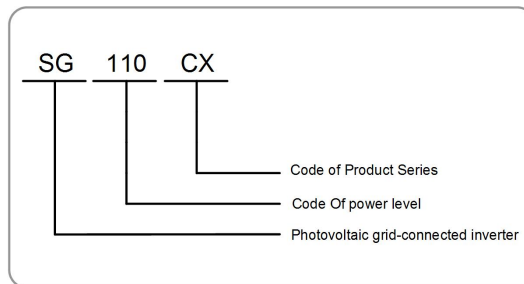 SG 110 CX
Code of Product Series
Code Of power level
Photovoltaic grid-connected inverter